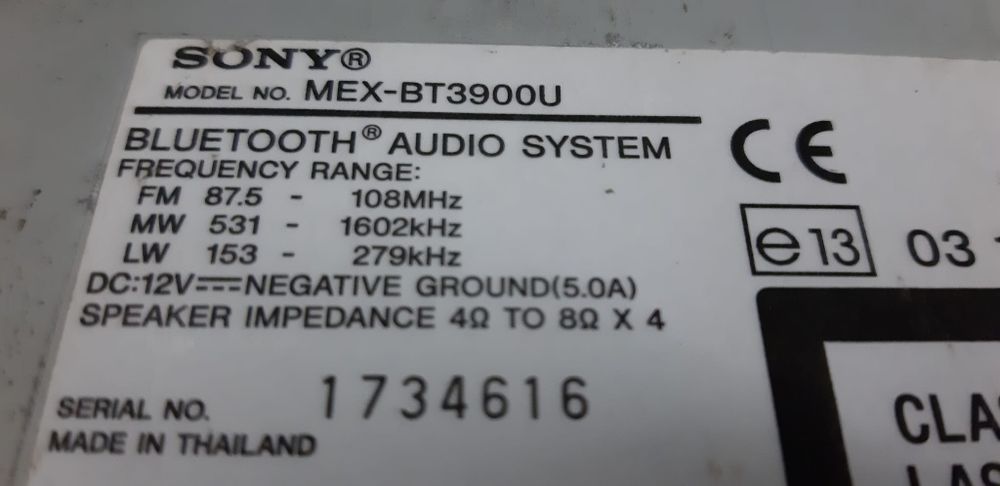 SONY®
MODEL NO. MEX-BT3900U
BLUETOOTH® AUDIO SYSTEM
FREQUENCY RANGE:
FM 87.5 - 108MHz
MW 531 - 1602kHz
LW 153 - 279kHz
DC:12V⎓NEGATIVE GROUND(5.0A)
SPEAKER IMPEDANCE 4Ω TO 8Ω X 4
SERIAL NO. 1734616
MADE IN THAILAND
CE
e13 03